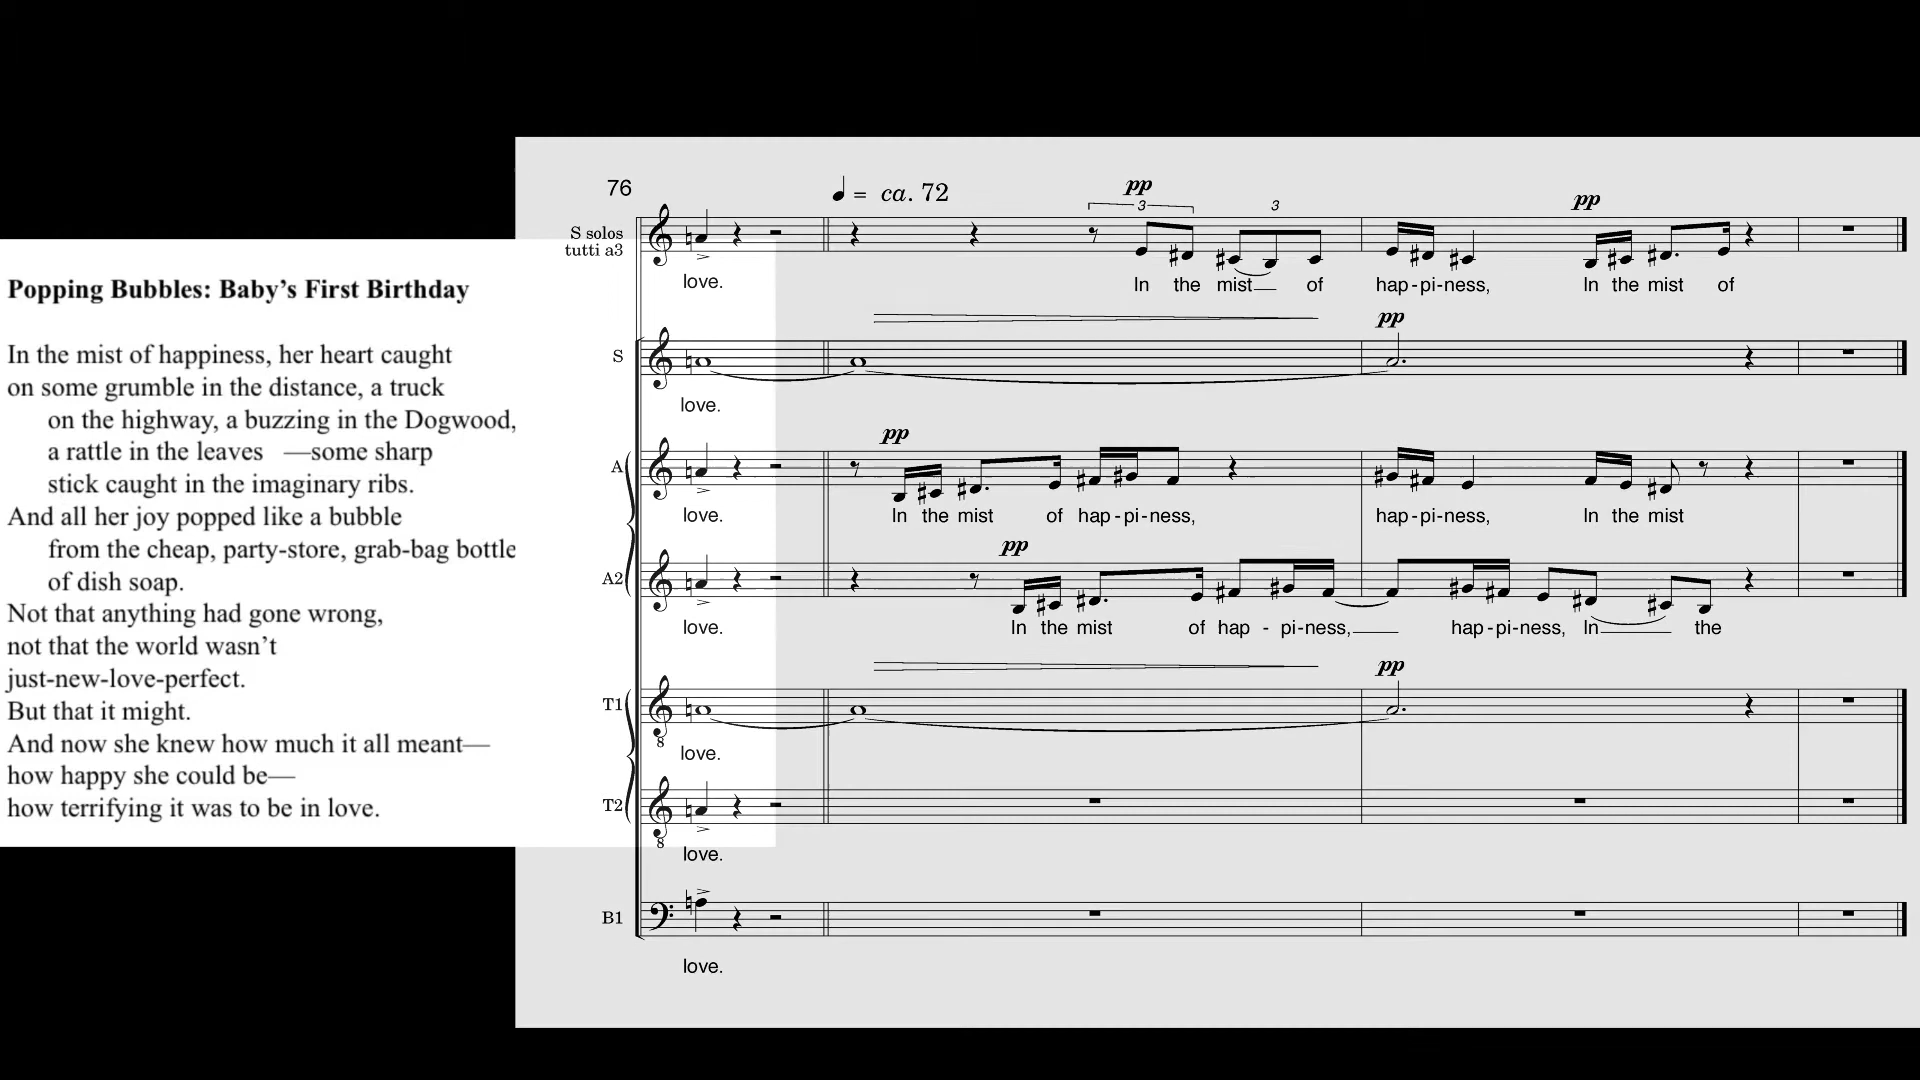 Popping Bubbles: Baby’s First Birthday
In the mist of happiness, her heart caught
on some grumble in the distance, a truck
on the highway, a buzzing in the Dogwood,
a rattle in the leaves —some sharp
stick caught in the imaginary ribs.
And all her joy popped like a bubble
from the cheap, party-store, grab-bag bottle
of dish soap.
Not that anything had gone wrong,
not that the world wasn’t
just-new-love-perfect.
But that it might.
And now she knew how much it all meant—
how happy she could be—
how terrifying it was to be in love.
76
= ca. 72
pp
3
3
pp
S solos
tutti a3
love. In the mist of hap-pi-ness, In the mist of
pp
S
love.
pp
A
love. In the mist of hap-pi-ness, hap-pi-ness, In the mist
pp
A2
love. In the mist of hap - pi-ness, hap-pi-ness, In the
pp
T1
8
love.
T2
8
love.
B1
love.